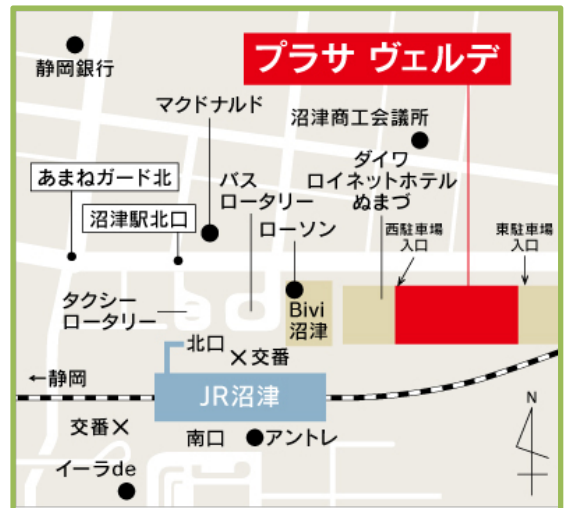 プラサ ヴェルデ
静岡銀行
マクドナルド
沼津商工会議所
あまねガード北
バス
ロータリー
ダイワ
ロイネットホテル
ぬまづ
沼津駅北口
ローソン
西駐車場
入口
東駐車場
入口
タクシー
ロータリー
Bivi
沼津
北口
×交番
←静岡
JR沼津
N
交番×
南口
アントレ
イーラde